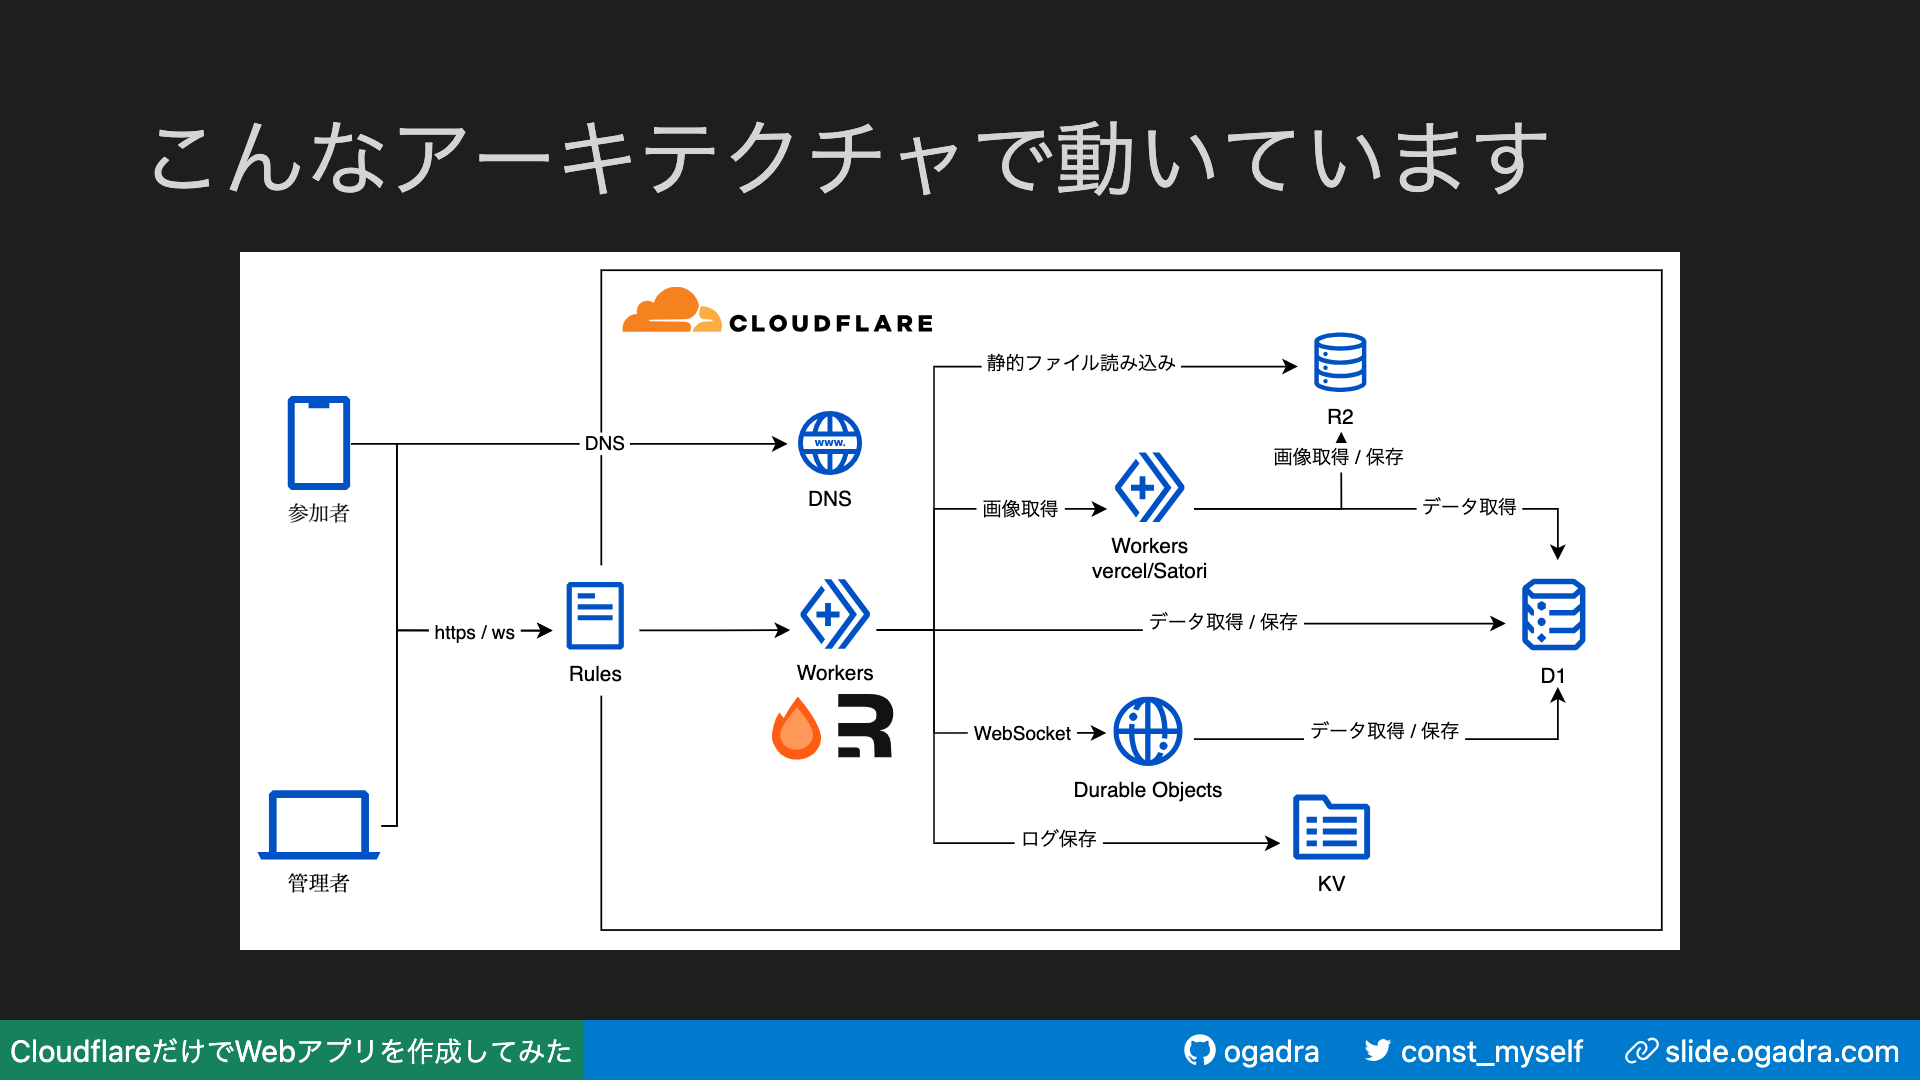 こんなアーキテクチャで動いています
CLOUDFLARE
静的ファイル読み込み
R2
DNS
www.
DNS
参加者
画像取得 / 保存
画像取得
データ取得
Workers
vercel/Satori
https / ws
Rules
Workers
データ取得 / 保存
D1
WebSocket
データ取得 / 保存
Durable Objects
ログ保存
KV
管理者
CloudflareだけでWebアプリを作成してみた
ogadra
const_myself
slide.ogadra.com